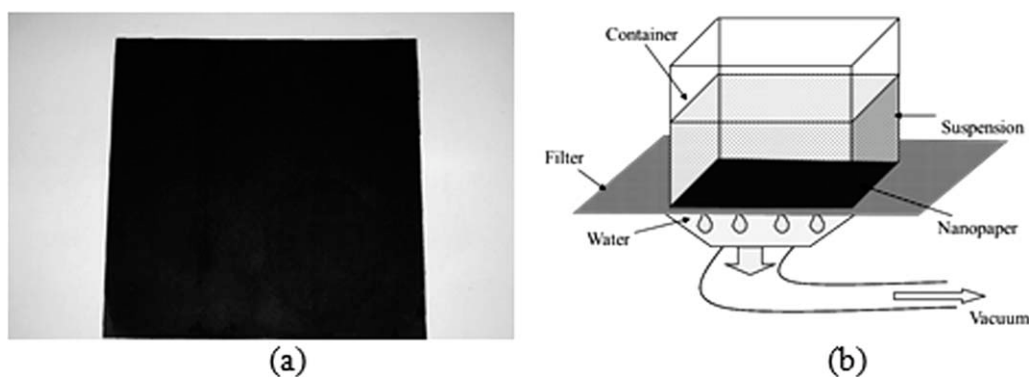 Container
Suspension
Filter
Nanopaper
Water
Vacuum
(a)
(b)